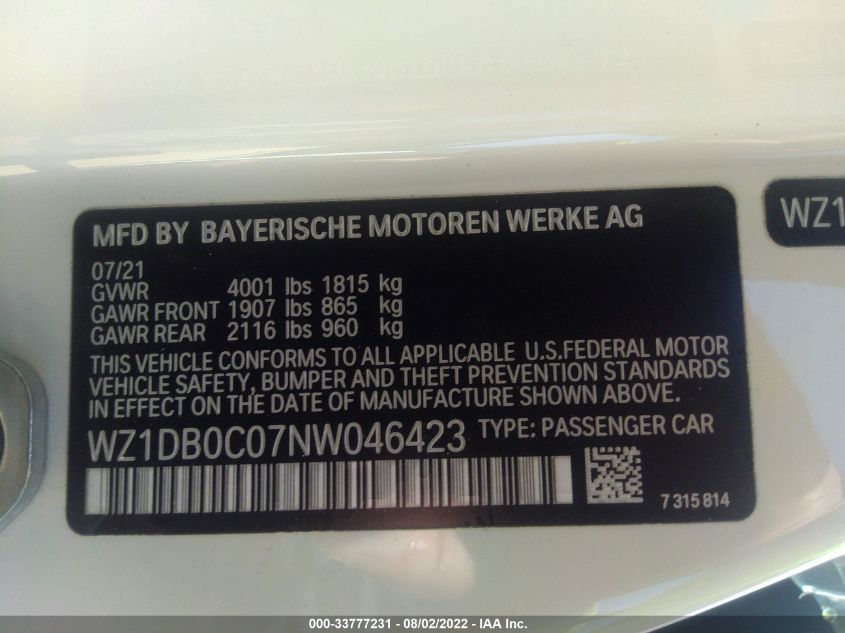 MFD BY BAYERISCHE MOTOREN WERKE AG
WZ1
07/21
GVWR 4001 lbs 1815 kg
GAWR FRONT 1907 lbs 865 kg
GAWR REAR 2116 lbs 960 kg
THIS VEHICLE CONFORMS TO ALL APPLICABLE U.S.FEDERAL MOTOR
VEHICLE SAFETY, BUMPER AND THEFT PREVENTION STANDARDS
IN EFFECT ON THE DATE OF MANUFACTURE SHOWN ABOVE.
WZ1DB0C07NW046423 TYPE: PASSENGER CAR
7315814
000-33777231 - 08/02/2022 - IAA Inc.